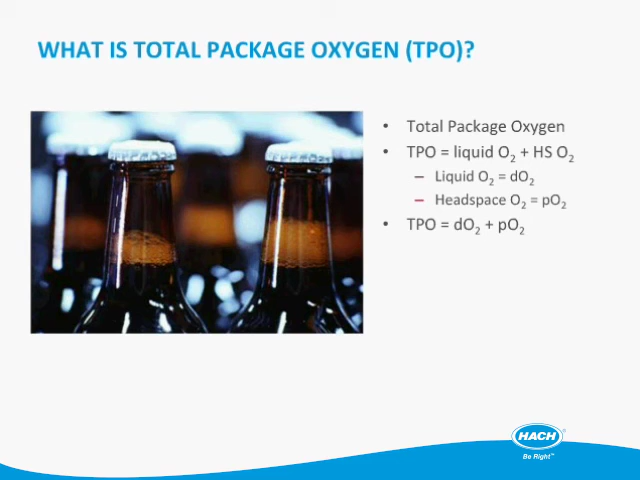 WHAT IS TOTAL PACKAGE OXYGEN (TPO)?
• Total Package Oxygen
• TPO = liquid O₂ + HS O₂
– Liquid O₂ = dO₂
– Headspace O₂ = pO₂
• TPO = dO₂ + pO₂
HACH®
Be Right™